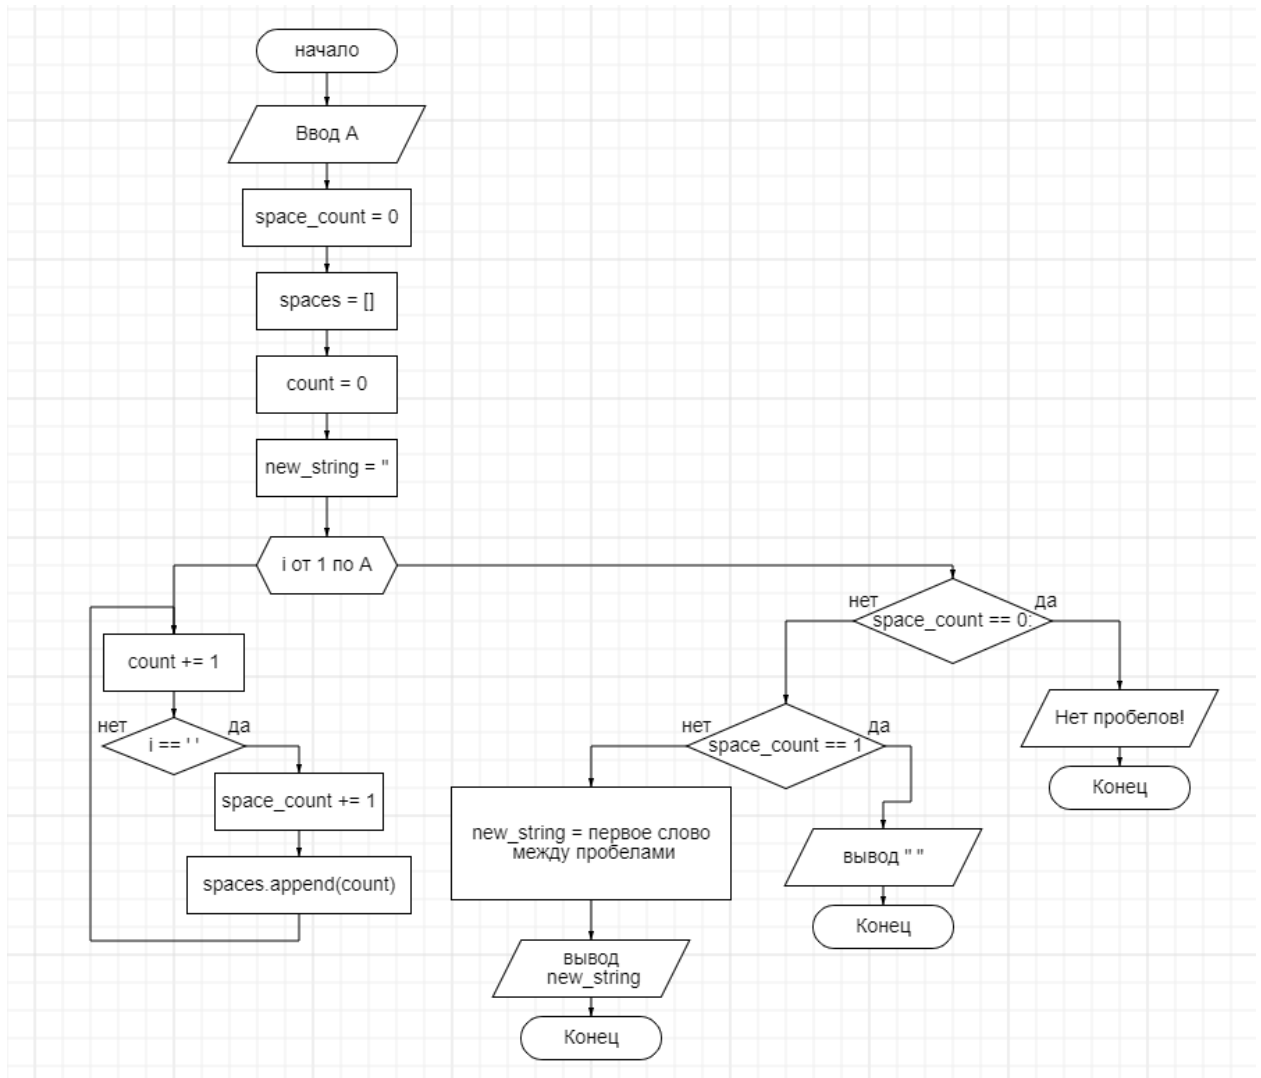 начало
Ввод A
space_count = 0
spaces = []
count = 0
new_string = "
i от 1 по A
count += 1
нет
да
i == ' '
space_count += 1
spaces.append(count)
нет
да
space_count == 0:
Нет пробелов!
Конец
нет
да
space_count == 1
new_string = первое слово
между пробелами
вывод
new_string
Конец
вывод " "
Конец